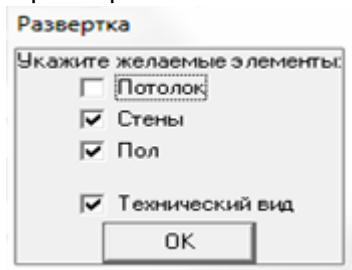 Развертка
Укажите желаемые элементы:
Потолок
Стены
Пол
Технический вид
OK